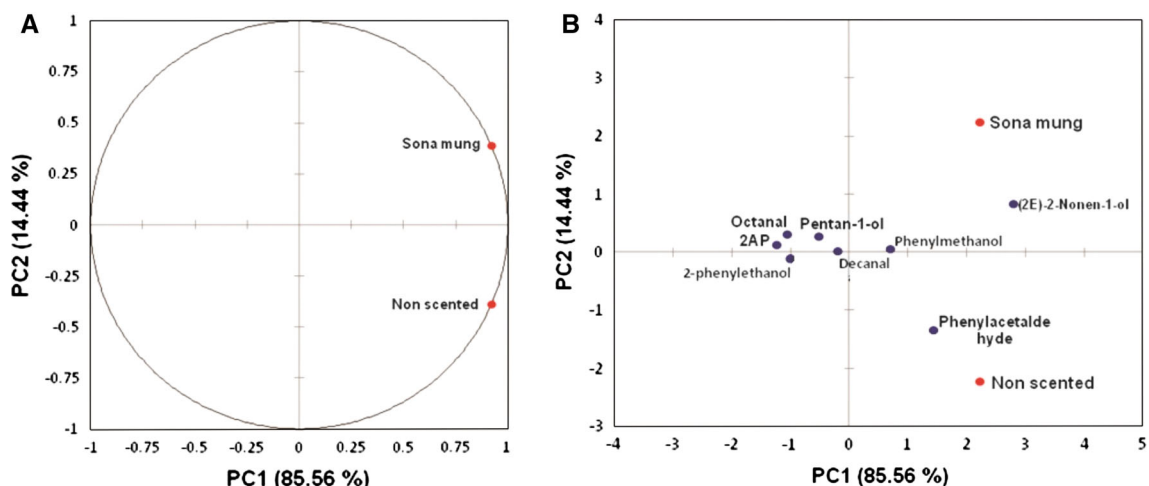 A
1
0.75
0.5
0.25
0
-0.25
-0.5
-0.75
-1
-1
-0.75
-0.5
-0.25
0
0.25
0.5
0.75
1
PC2 (14.44 %)
PC1 (85.56 %)
Sona mung
Non scented
B
4
3
2
1
0
-1
-2
-3
-4
-3
-2
-1
0
1
2
3
4
5
PC2 (14.44 %)
PC1 (85.56 %)
Sona mung
(2E)-2-Nonen-1-ol
Octanal
Pentan-1-ol
2AP
Phenylmethanol
2-phenylethanol
Decanal
Phenylacetalde
hyde
Non scented